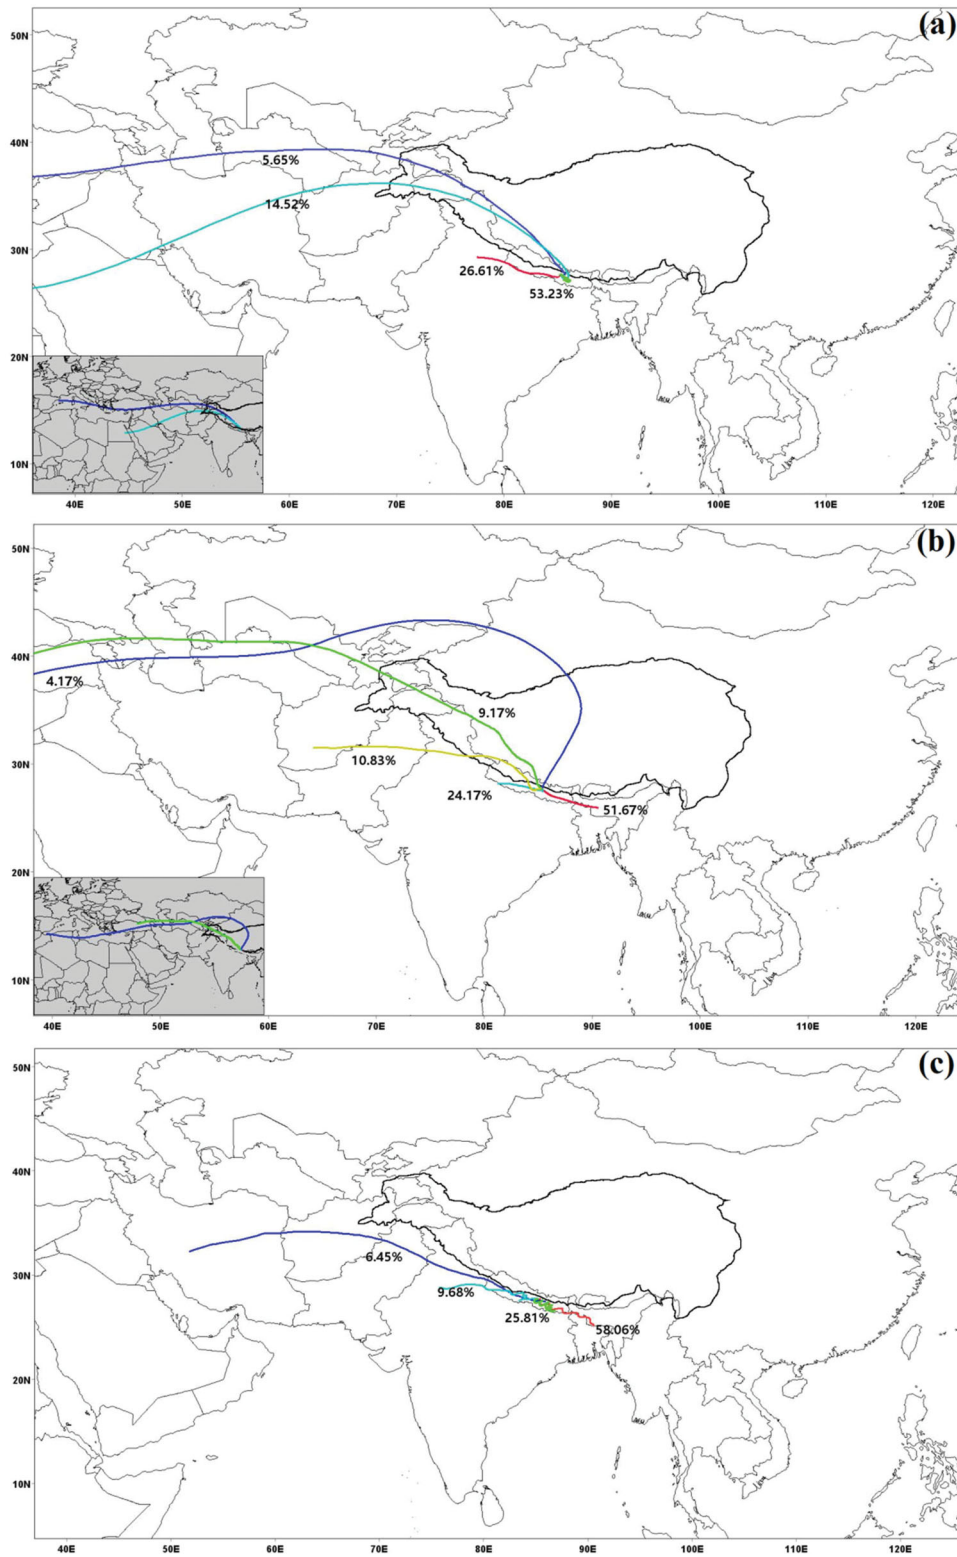 (a)
50N
40N
5.65%
14.52%
30N
26.61%
53.23%
20N
10N
40E 50E 60E 70E 80E 90E 100E 110E 120E
(b)
50N
40N
4.17%
9.17%
10.83%
30N
24.17%
51.67%
20N
10N
40E 50E 60E 70E 80E 90E 100E 110E 120E
(c)
50N
40N
6.45%
30N
9.68%
25.81%
58.06%
20N
10N
40E 50E 60E 70E 80E 90E 100E 110E 120E